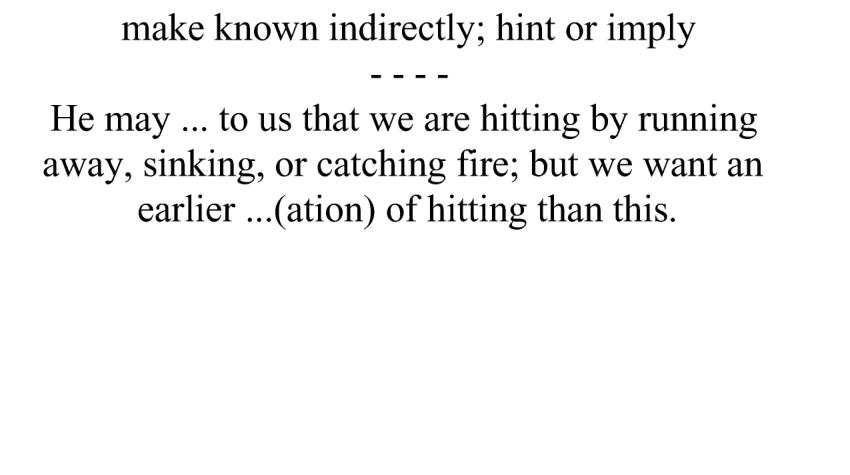 make known indirectly; hint or imply
- - - -
He may ... to us that we are hitting by running
away, sinking, or catching fire; but we want an
earlier ...(ation) of hitting than this.